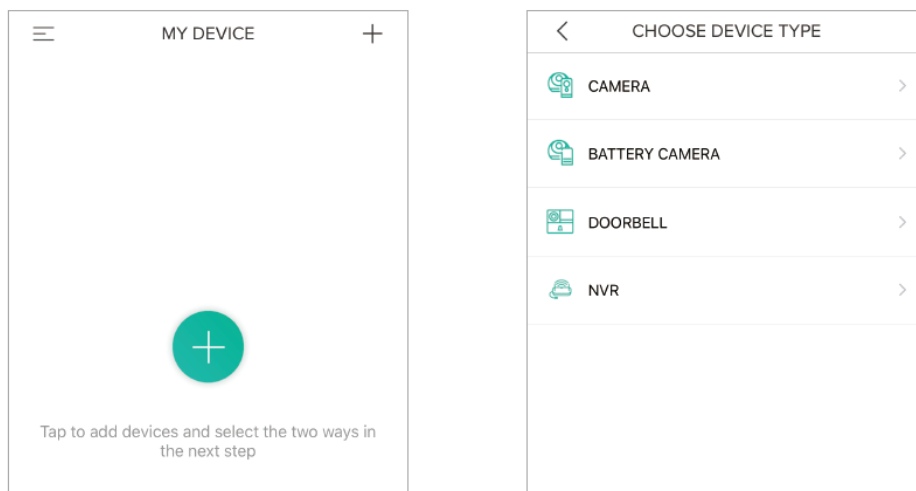 MY DEVICE
Tap to add devices and select the two ways in
the next step
CHOOSE DEVICE TYPE
CAMERA
BATTERY CAMERA
DOORBELL
NVR